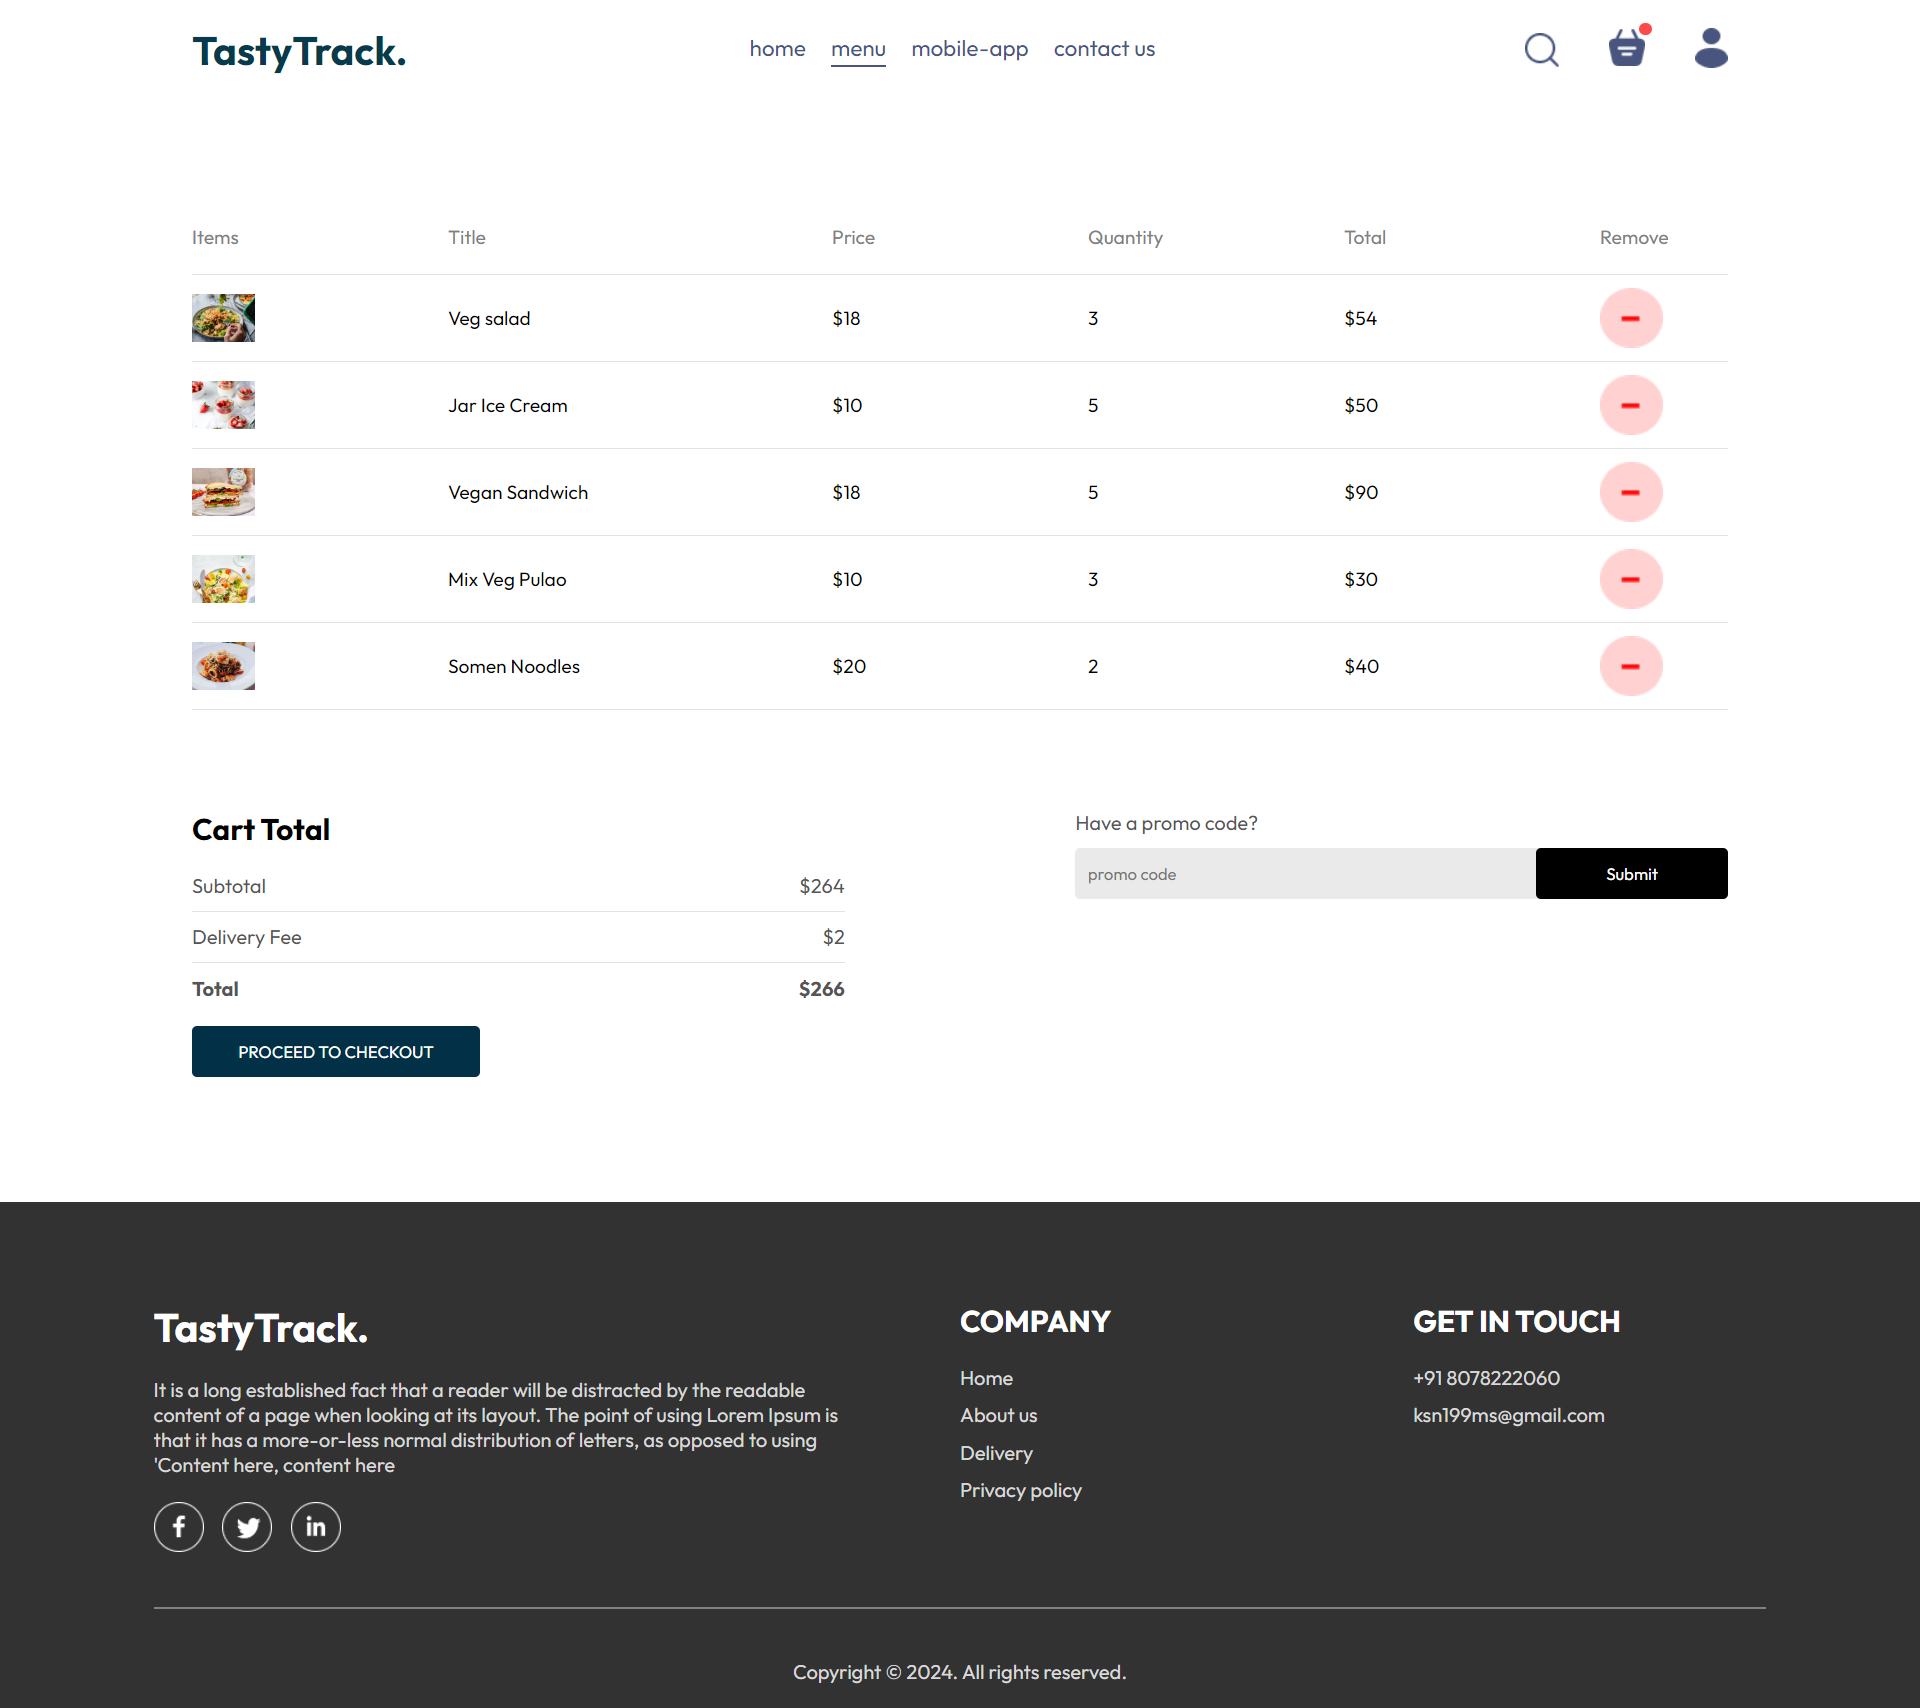 TastyTrack.
home menu mobile-app contact us
Items Title Price Quantity Total Remove
Veg salad $18 3 $54
Jar Ice Cream $10 5 $50
Vegan Sandwich $18 5 $90
Mix Veg Pulao $10 3 $30
Somen Noodles $20 2 $40
Cart Total
Subtotal $264
Delivery Fee $2
Total $266
PROCEED TO CHECKOUT
Have a promo code?
promo code Submit
TastyTrack.
It is a long established fact that a reader will be distracted by the readable
content of a page when looking at its layout. The point of using Lorem Ipsum is
that it has a more-or-less normal distribution of letters, as opposed to using
'Content here, content here
f in
COMPANY
Home
About us
Delivery
Privacy policy
GET IN TOUCH
+91 8078222060
ksn199ms@gmail.com
Copyright © 2024. All rights reserved.